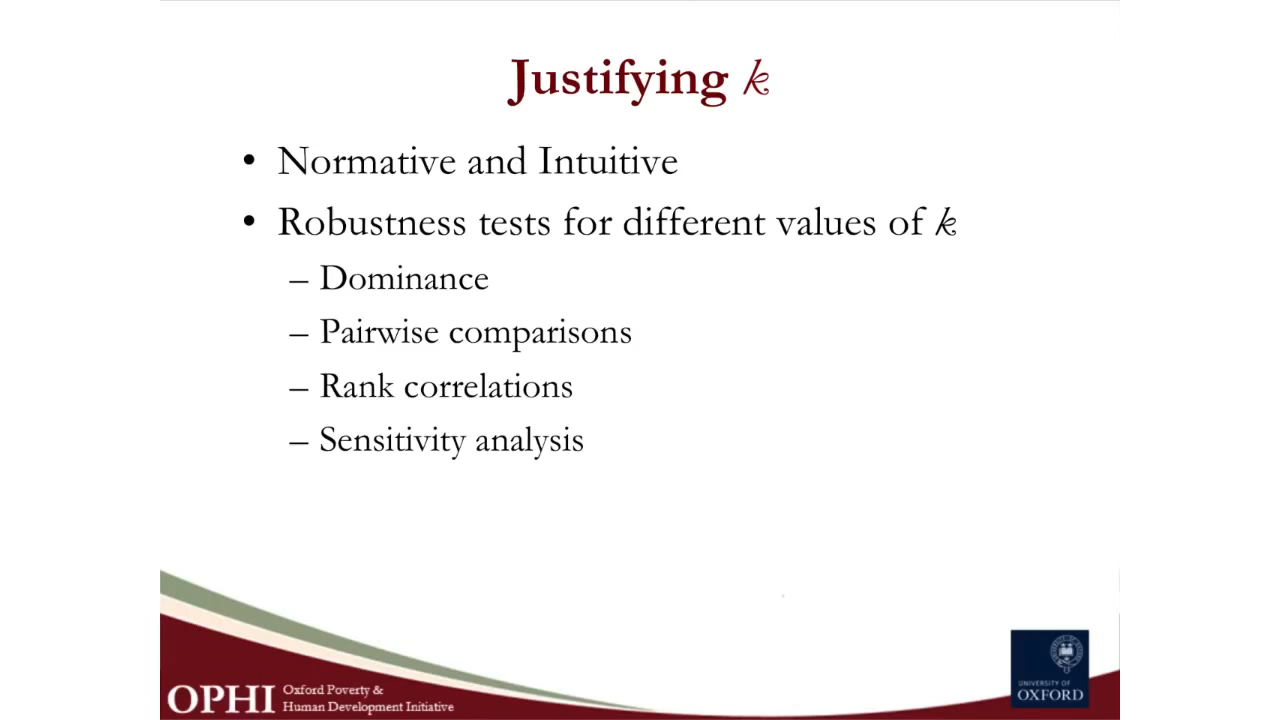 Justifying k
• Normative and Intuitive
• Robustness tests for different values of k
– Dominance
– Pairwise comparisons
– Rank correlations
– Sensitivity analysis
OPHI Oxford Poverty &
Human Development Initiative
UNIVERSITY OF
OXFORD